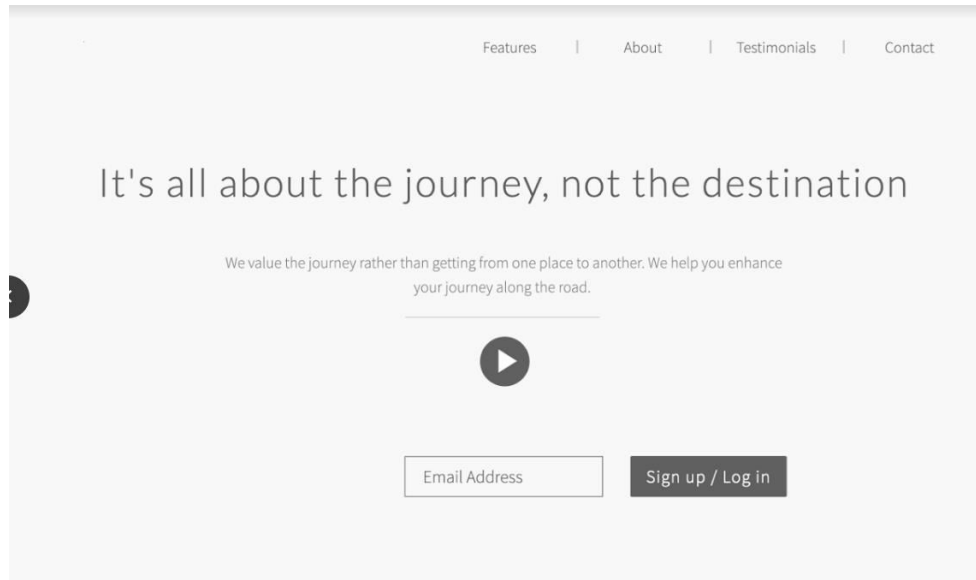 Features | About | Testimonials | Contact
It's all about the journey, not the destination
We value the journey rather than getting from one place to another. We help you enhance
your journey along the road.
Email Address
Sign up / Log in